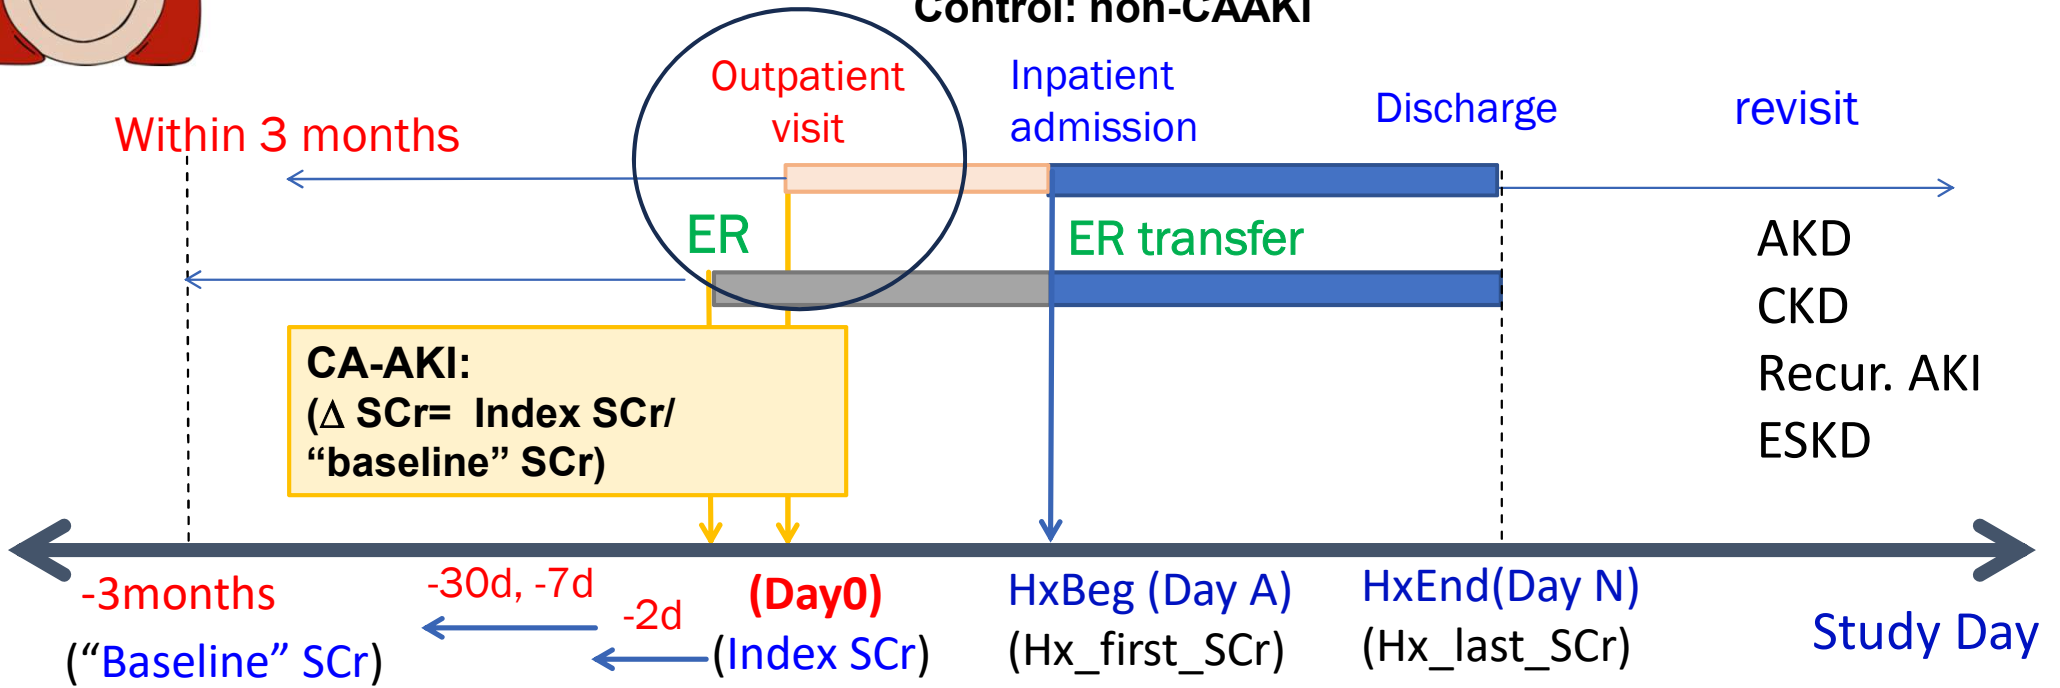 Control: non-CAAKI
Outpatient
visit
Inpatient
admission
Discharge
revisit
Within 3 months
ER
ER transfer
AKD
CKD
Recur. AKI
ESKD
CA-AKI:
(Δ SCr=  Index SCr/
“baseline” SCr)
-3months
(“Baseline” SCr)
-30d, -7d
-2d
(Day0)
(Index SCr)
HxBeg (Day A)
(Hx_first_SCr)
HxEnd(Day N)
(Hx_last_SCr)
Study Day